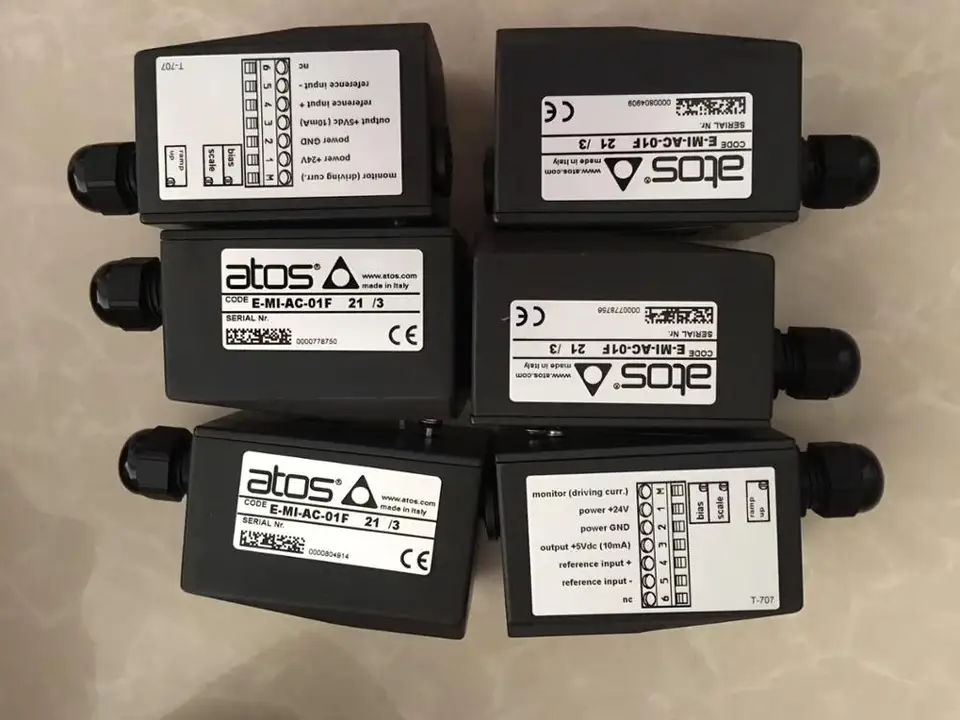 T-707
6
nc
5
reference input -
4
reference input +
3
output +5Vdc (10mA)
2
power GND
1
power +24V
M
monitor (driving curr.)
bias
scale
ramp
up
atos®
www.atos.com
made in Italy
CODE E-MI-AC-01F 21 /3
SERIAL Nr.
0000804909
CE
atos®
www.atos.com
made in Italy
CODE E-MI-AC-01F 21 /3
SERIAL Nr.
0000778750
CE
atos®
www.atos.com
made in Italy
CODE E-MI-AC-01F 21 /3
SERIAL Nr.
0000778756
CE
atos®
www.atos.com
made in Italy
CODE E-MI-AC-01F 21 /3
SERIAL Nr.
0000804914
CE
monitor (driving curr.) M
power +24V 1
power GND 2
output +5Vdc (10mA) 3
reference input + 4
reference input - 5
nc 6
bias
scale
ramp
up
T-707